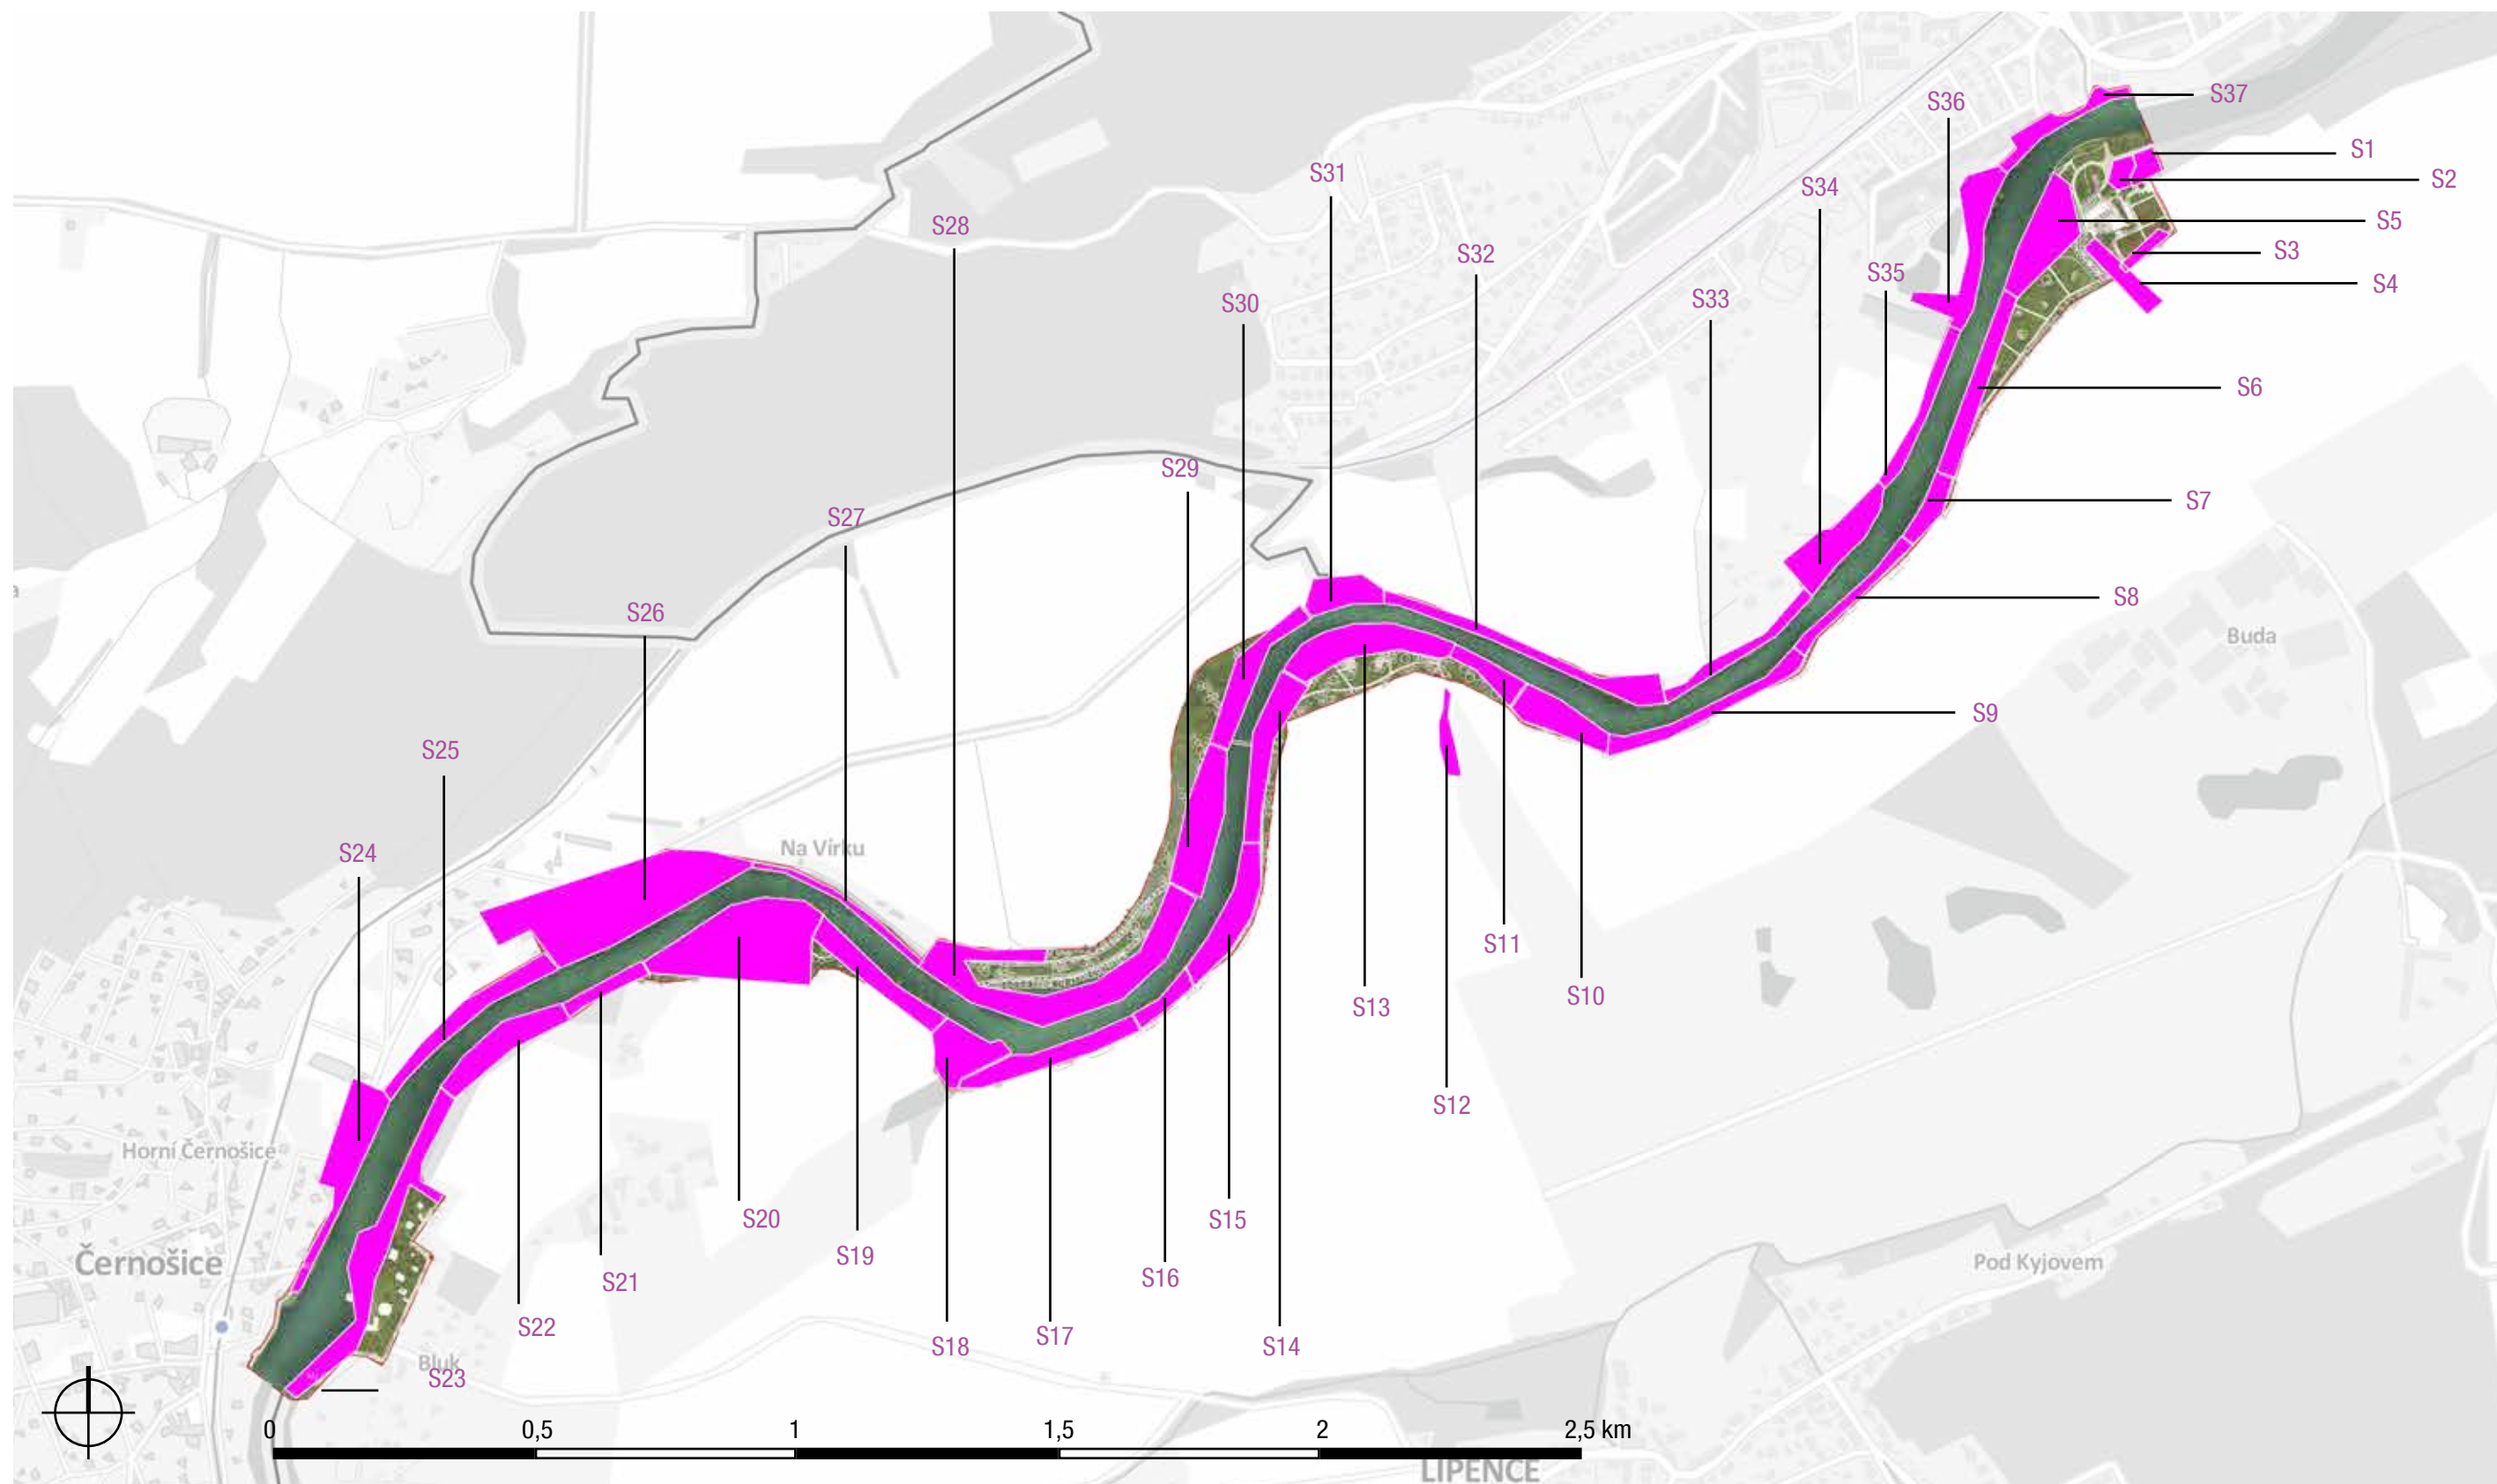 S37
S36
S1
S31
S2
S34
S28
S5
S32
S3
S35
S4
S30
S33
S6
S29
S7
S27
S8
S26
Buda
S9
S25
Na Vírku
S24
S11
S10
S13
S12
Horní Černošice
S20
S15
S19
Černošice
Pod Kyjovem
S21
S16
S22
S18
S17
S14
Bluk
S23
0
0,5
1
1,5
2
2,5 km
LIPENCE